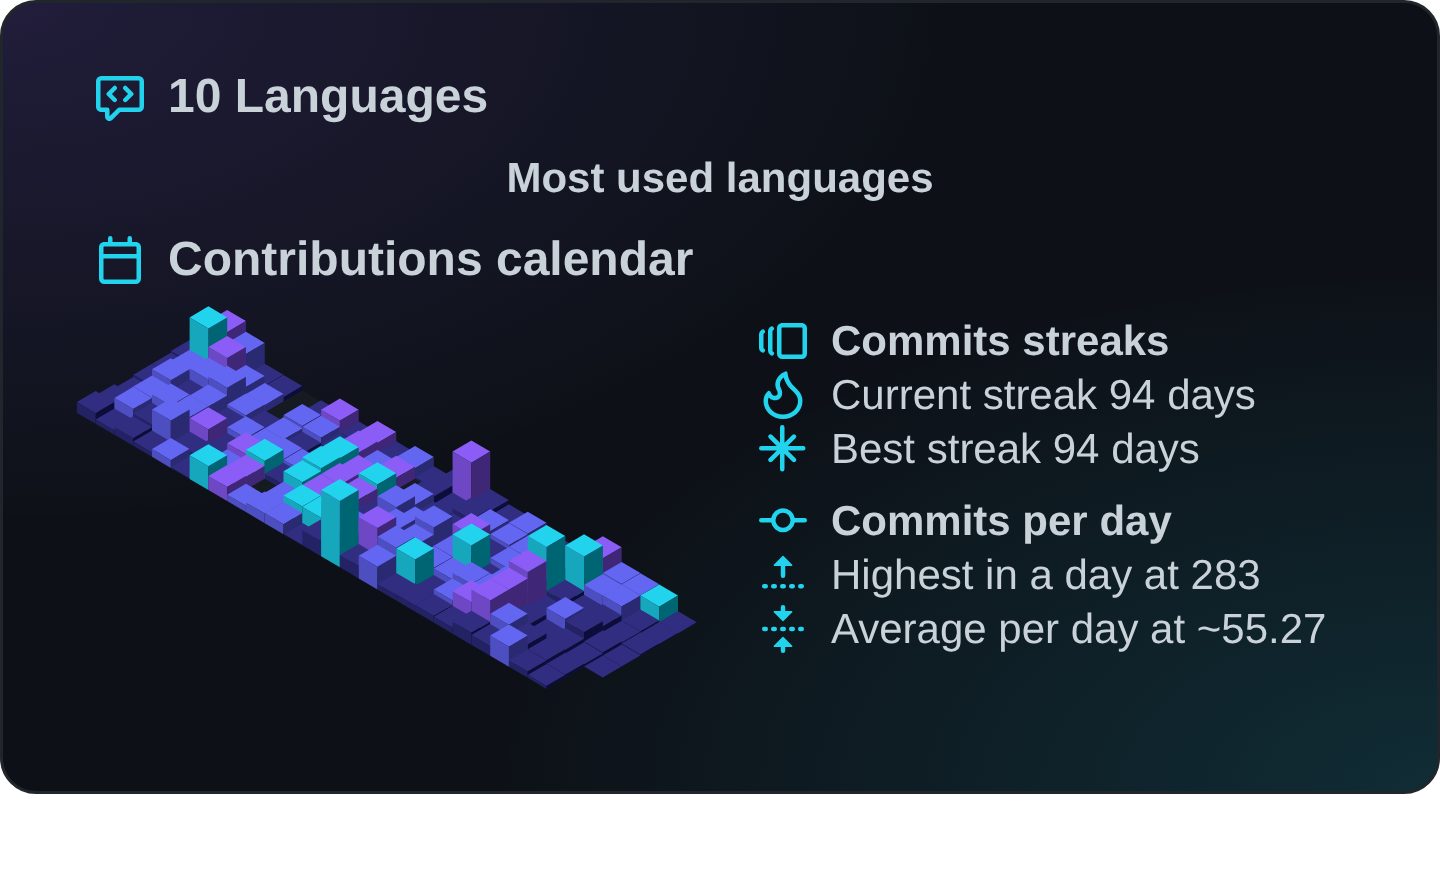 10 Languages
Most used languages
Contributions calendar
Commits streaks
Current streak 94 days
Best streak 94 days
Commits per day
Highest in a day at 283
Average per day at ~55.27